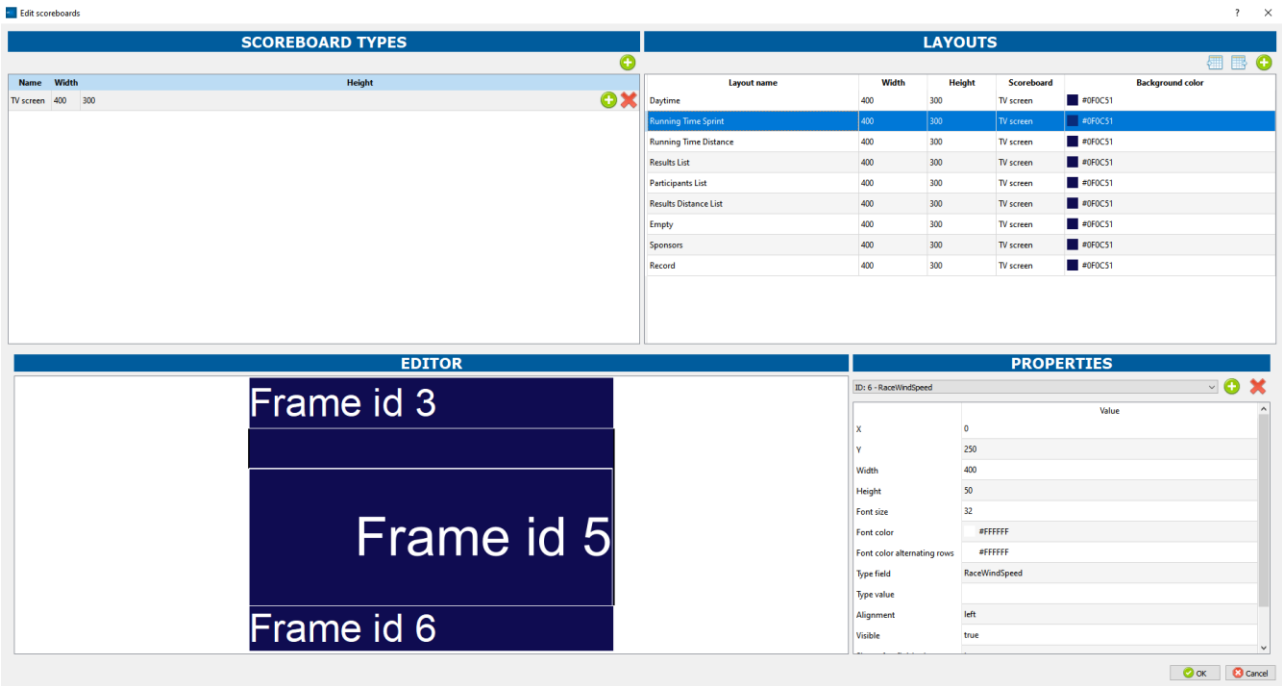 Edit scoreboards
?
SCOREBOARD TYPES
Name Width Height
TV screen 400 300
LAYOUTS
Layout name Width Height Scoreboard Background color
Daytime 400 300 TV screen #0F0C51
Running Time Sprint 400 300 TV screen #0F0C51
Running Time Distance 400 300 TV screen #0F0C51
Results List 400 300 TV screen #0F0C51
Participants List 400 300 TV screen #0F0C51
Results Distance List 400 300 TV screen #0F0C51
Empty 400 300 TV screen #0F0C51
Sponsors 400 300 TV screen #0F0C51
Record 400 300 TV screen #0F0C51
EDITOR
Frame id 3
Frame id 5
Frame id 6
PROPERTIES
ID: 6 - RaceWindSpeed
Value
X 0
Y 250
Width 400
Height 50
Font size 32
Font color #FFFFFF
Font color alternating rows #FFFFFF
Type field RaceWindSpeed
Type value
Alignment left
Visible true
OK Cancel